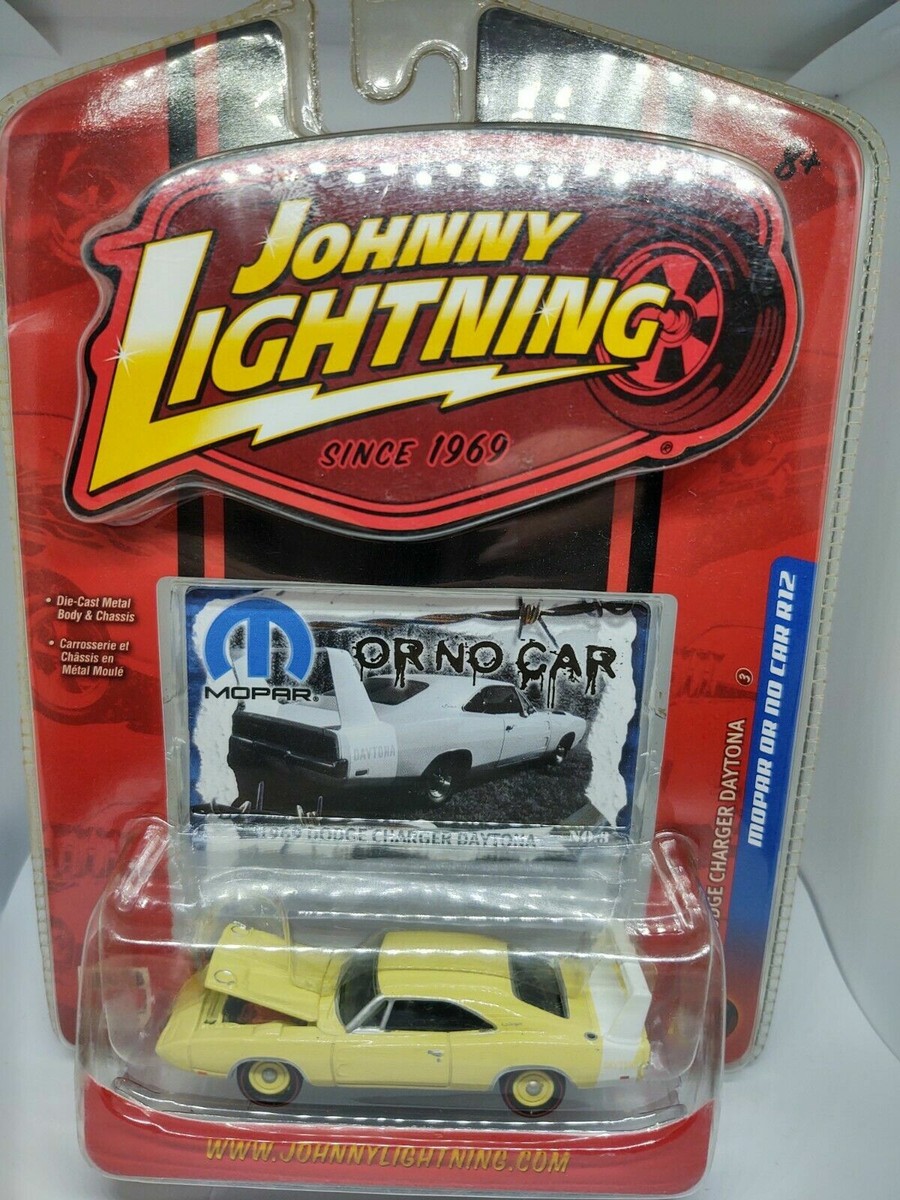 8+
JOHNNY
LIGHTNING
SINCE 1969
®
• Die-Cast Metal
Body & Chassis
• Carrosserie et
Châssis en
Métal Moulé
MOPAR®
OR NO CAR
DAYTONA
1969 DODGE CHARGER DAYTONA
CHARGER DAYTONA 3
MOPAR OR NO CAR R12
WWW.JOHNNYLIGHTNING.COM